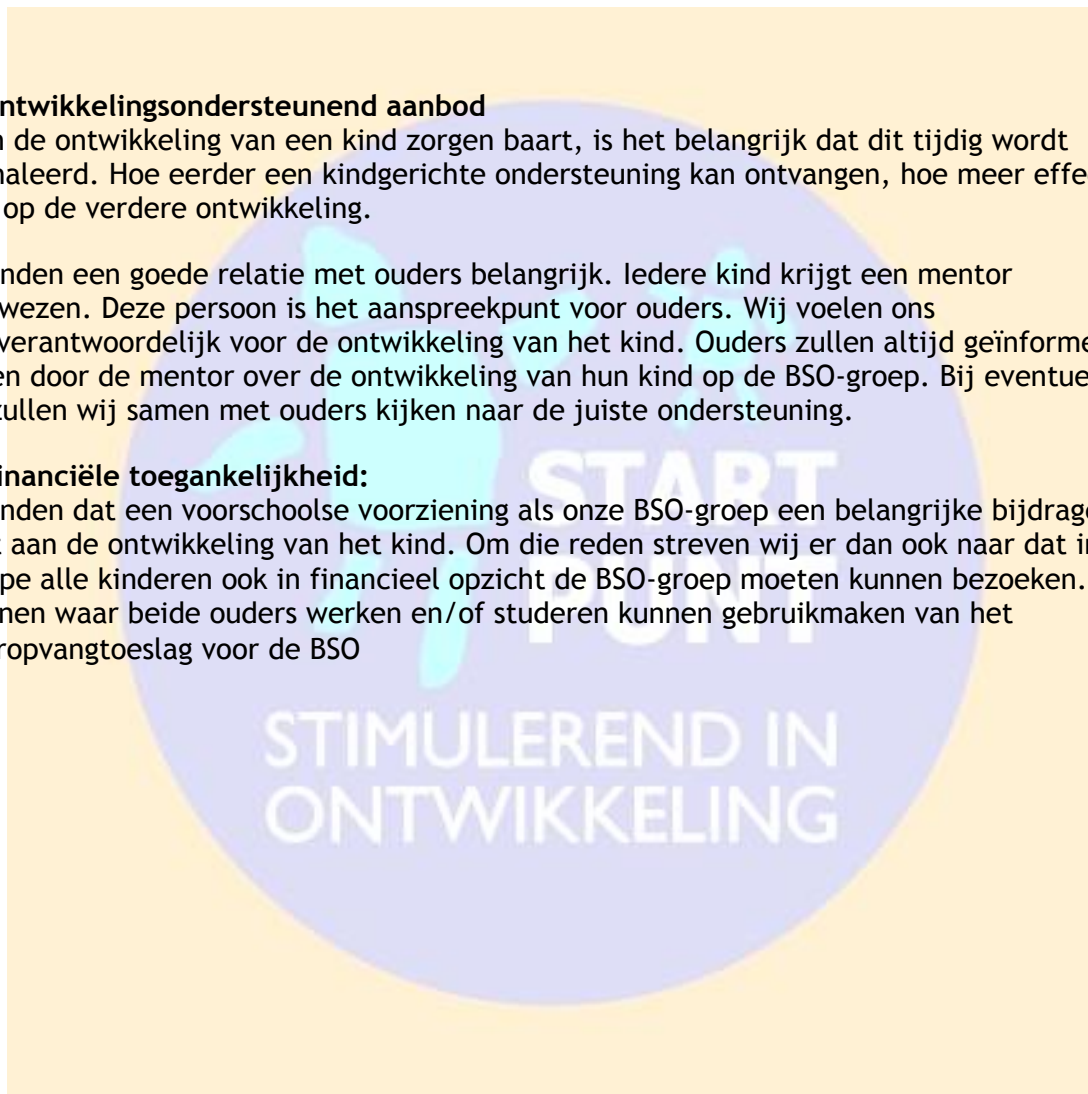 ntwikkelingsondersteunend aanbod
de ontwikkeling van een kind zorgen baart, is het belangrijk dat dit tijdig wordt
naleerd. Hoe eerder een kindgerichte ondersteuning kan ontvangen, hoe meer effe
op de verdere ontwikkeling.
nden een goede relatie met ouders belangrijk. Iedere kind krijgt een mentor
wezen. Deze persoon is het aanspreekpunt voor ouders. Wij voelen ons
verantwoordelijk voor de ontwikkeling van het kind. Ouders zullen altijd geïnforme
en door de mentor over de ontwikkeling van hun kind op de BSO-groep. Bij eventue
zullen wij samen met ouders kijken naar de juiste ondersteuning.
inanciële toegankelijkheid:
nden dat een voorschoolse voorziening als onze BSO-groep een belangrijke bijdrage
aan de ontwikkeling van het kind. Om die reden streven wij er dan ook naar dat in
pe alle kinderen ook in financieel opzicht de BSO-groep moeten kunnen bezoeken.
nen waar beide ouders werken en/of studeren kunnen gebruikmaken van het
ropvangtoeslag voor de BSO
START
PUNT
STIMULEREND IN
ONTWIKKELING